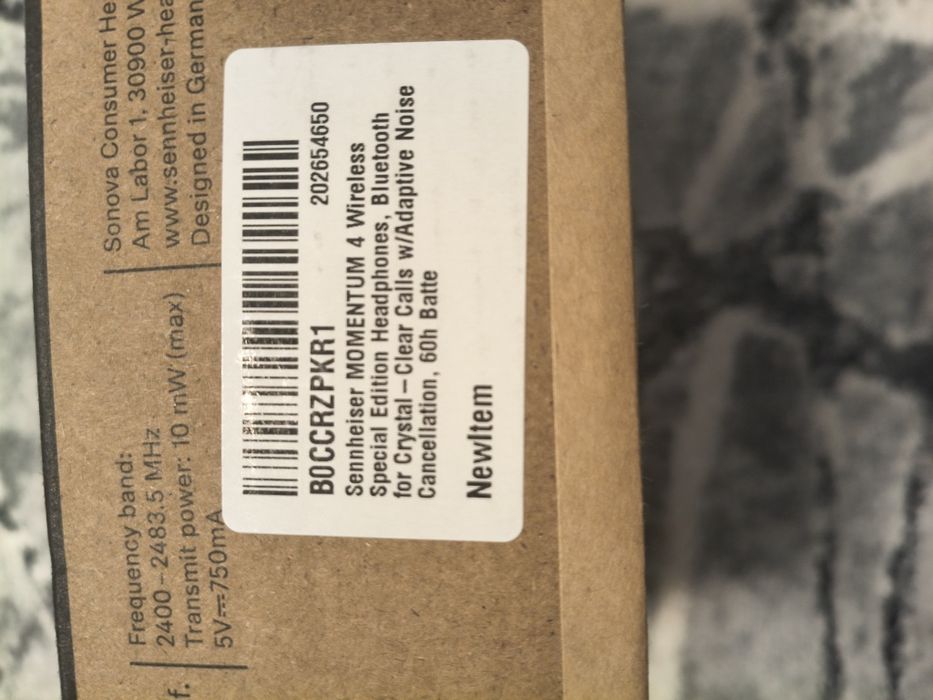 Sonova Consumer He
Am Labor 1, 30900 W
www.sennheiser-hea
Designed in German
Frequency band:
2400-2483.5 MHz
Transmit power: 10 mW (max)
5V⎓750mA
f.
B0CCRZPKR1 202654650
Sennheiser MOMENTUM 4 Wireless
Special Edition Headphones, Bluetooth
for Crystal-Clear Calls w/Adaptive Noise
Cancellation, 60h Batte
NewItem